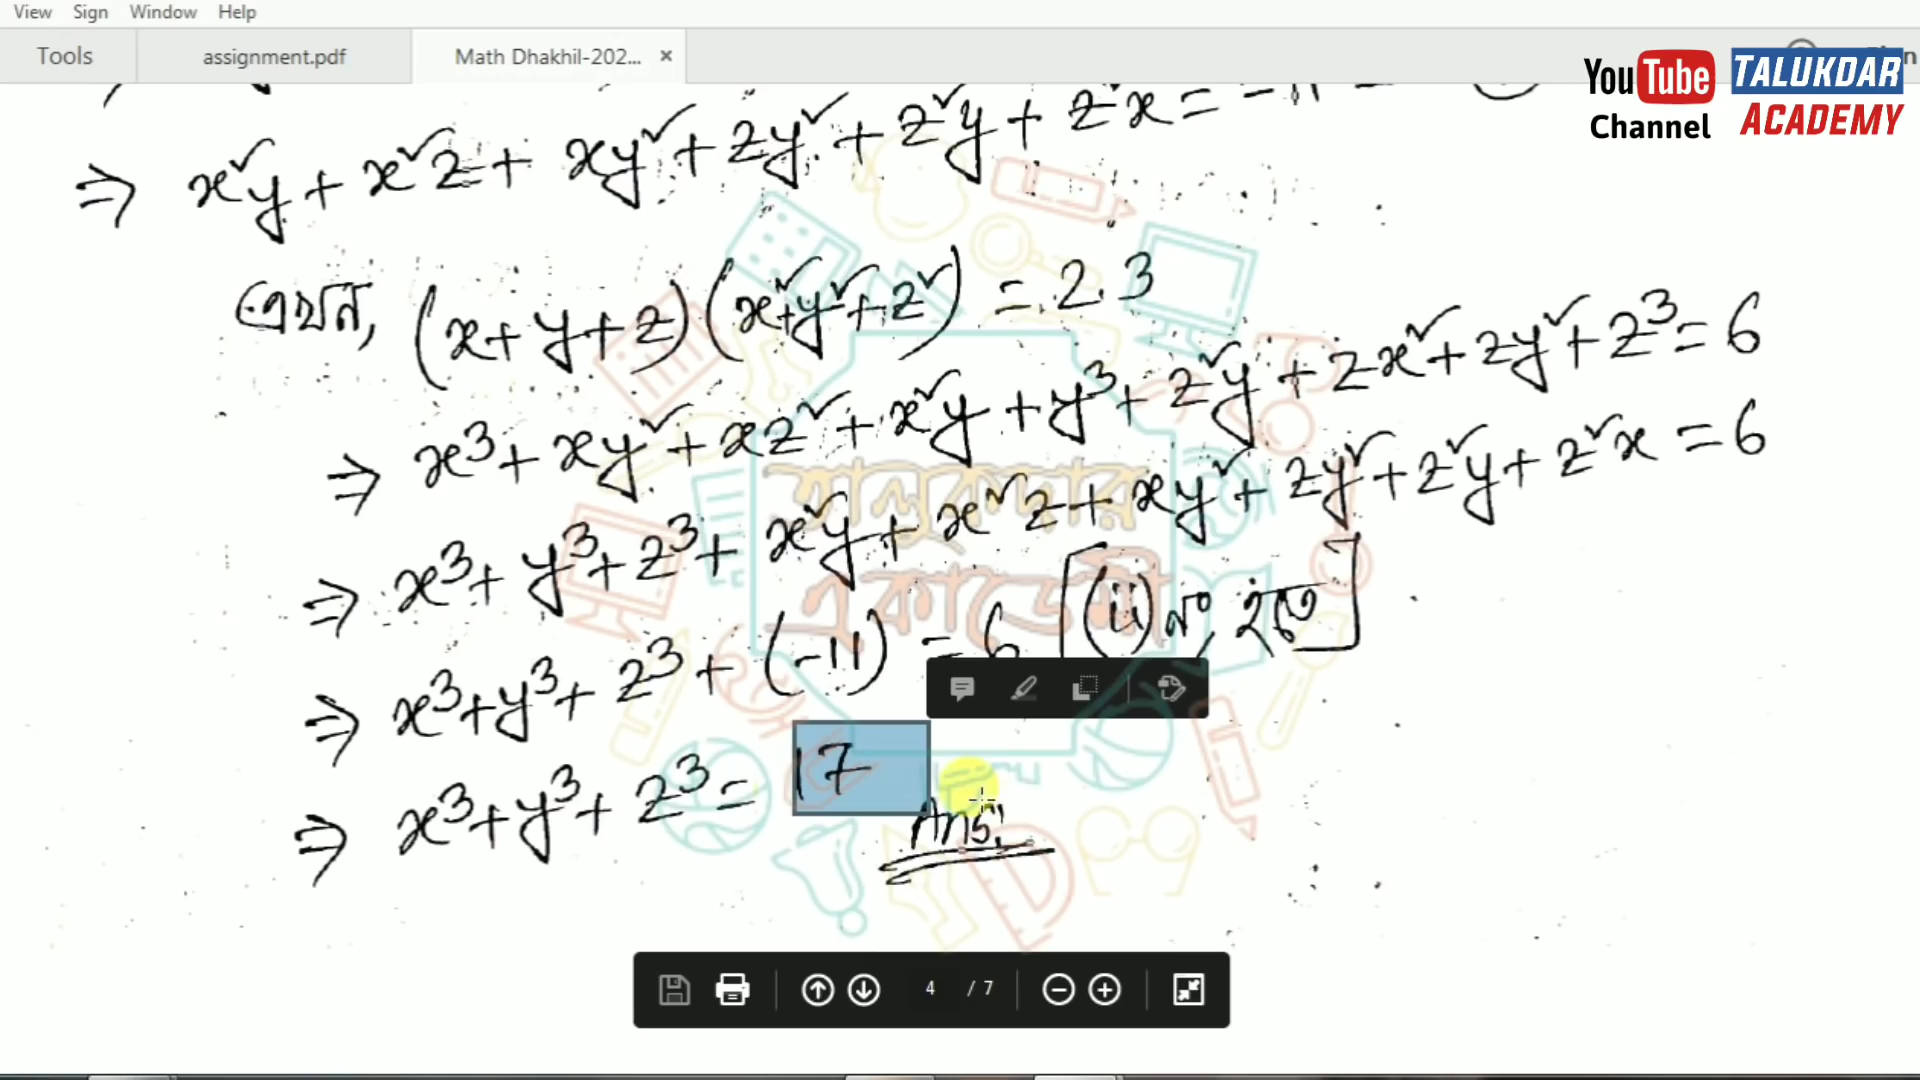 View Sign Window Help
Tools assignment.pdf Math Dhakhil-202... ×
YouTube Channel
TALUKDAR ACADEMY
⇒ x²y + x²z + xy² + zy² + z²y + z²x = -11
এখন, (x+y+z)(x²+y²+z²) = 2.3
⇒ x³ + xy² + xz² + x²y + y³ + z²y + zx² + zy² + z³ = 6
⇒ x³ + y³ + z³ + x²y + x²z + xy² + zy² + z²y + z²x = 6
তালুকদার
একাডেমী
⇒ x³ + y³ + z³ + (-11) = 6 [(ii) নং হতে]
⇒ x³ + y³ + z³ = 17
Ans:
4 / 7